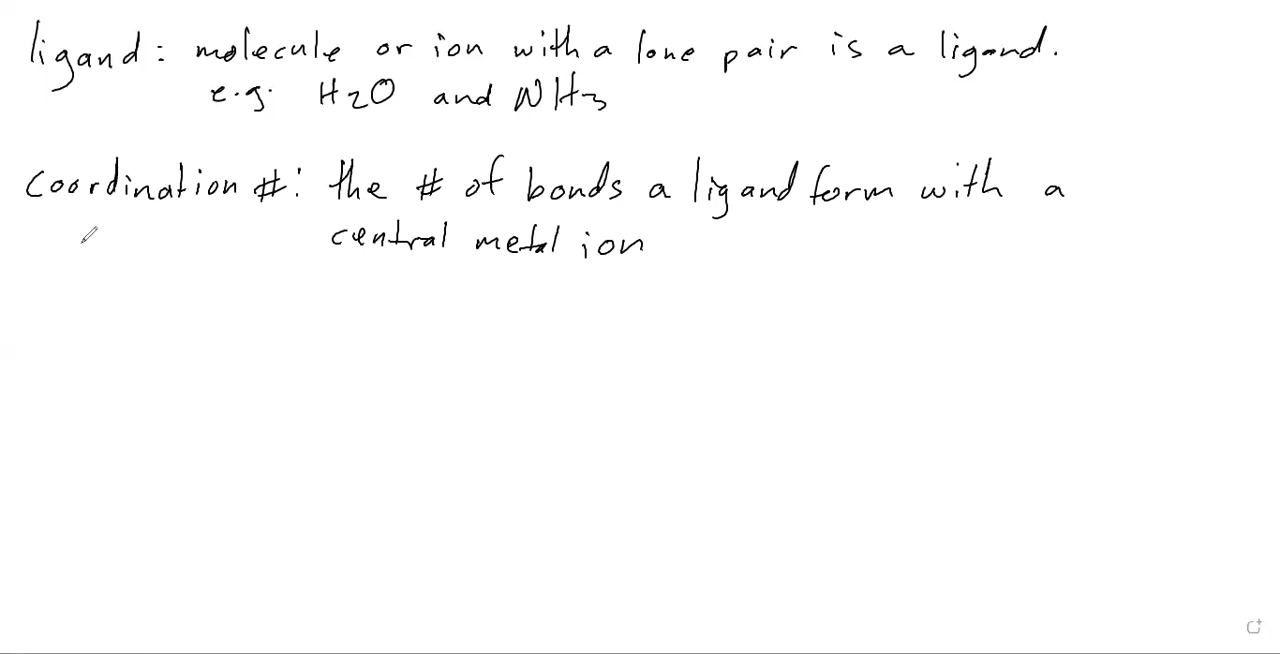 ligand: molecule or ion with a lone pair is a ligand.
e.g. H2O and NH3
Coordination #: the # of bonds a ligand form with a
central metal ion